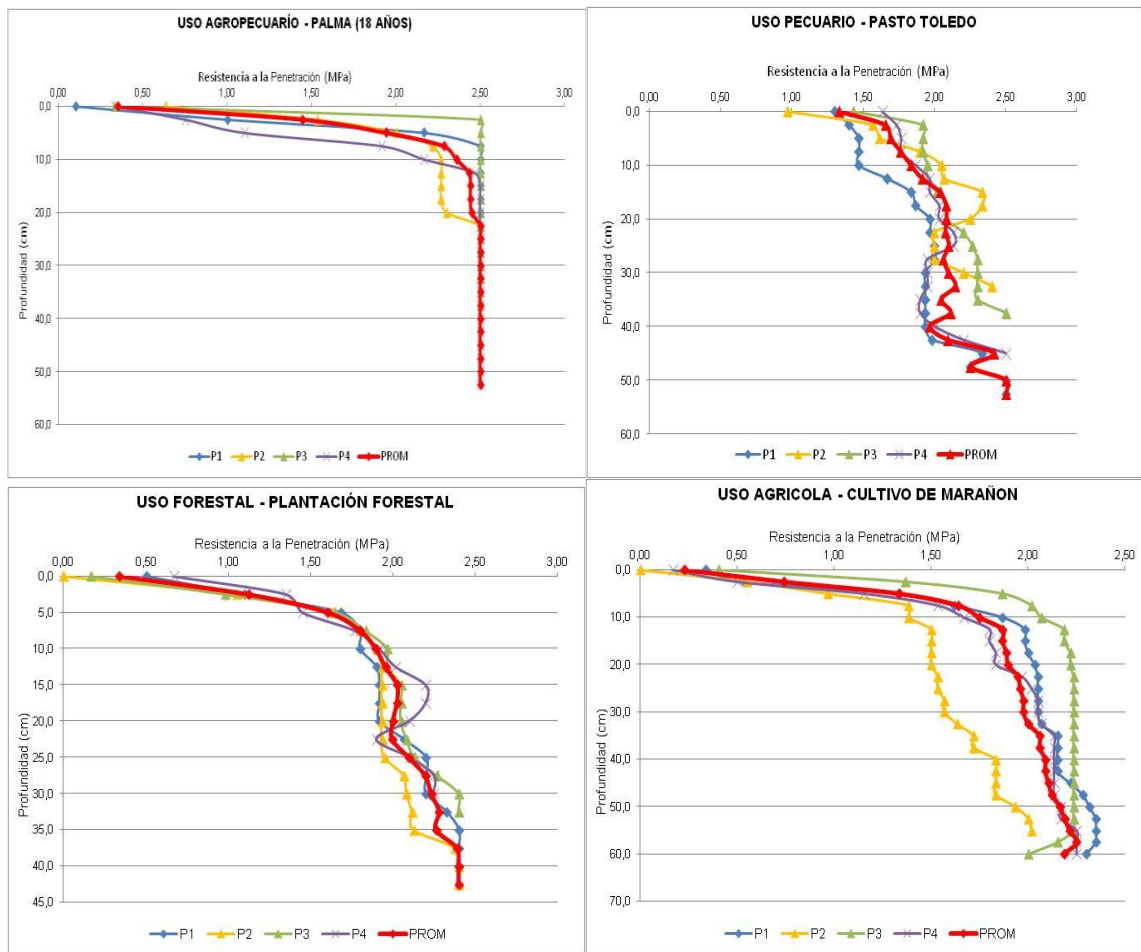 USO AGROPECUARÍO - PALMA (18 AÑOS)
Resistencia a la Penetración (MPa)
0,00 0,50 1,00 1,50 2,00 2,50 3,00
0,0
10,0
20,0
30,0
40,0
50,0
60,0
Profundidad (cm)
P1 P2 P3 P4 PROM
USO PECUARIO - PASTO TOLEDO
Resistencia a la Penetración (MPa)
0,00 0,50 1,00 1,50 2,00 2,50 3,00
0,0
10,0
20,0
30,0
40,0
50,0
60,0
Profundidad (cm)
P1 P2 P3 P4 PROM
USO FORESTAL - PLANTACIÓN FORESTAL
Resistencia a la Penetración (MPa)
0,00 0,50 1,00 1,50 2,00 2,50 3,00
0,0
5,0
10,0
15,0
20,0
25,0
30,0
35,0
40,0
45,0
Profundidad (cm)
P1 P2 P3 P4 PROM
USO AGRICOLA - CULTIVO DE MARAÑON
Resistencia a la Penetración (MPa)
0,00 0,50 1,00 1,50 2,00 2,50
0,0
10,0
20,0
30,0
40,0
50,0
60,0
70,0
Profundidad (cm)
P1 P2 P3 P4 PROM